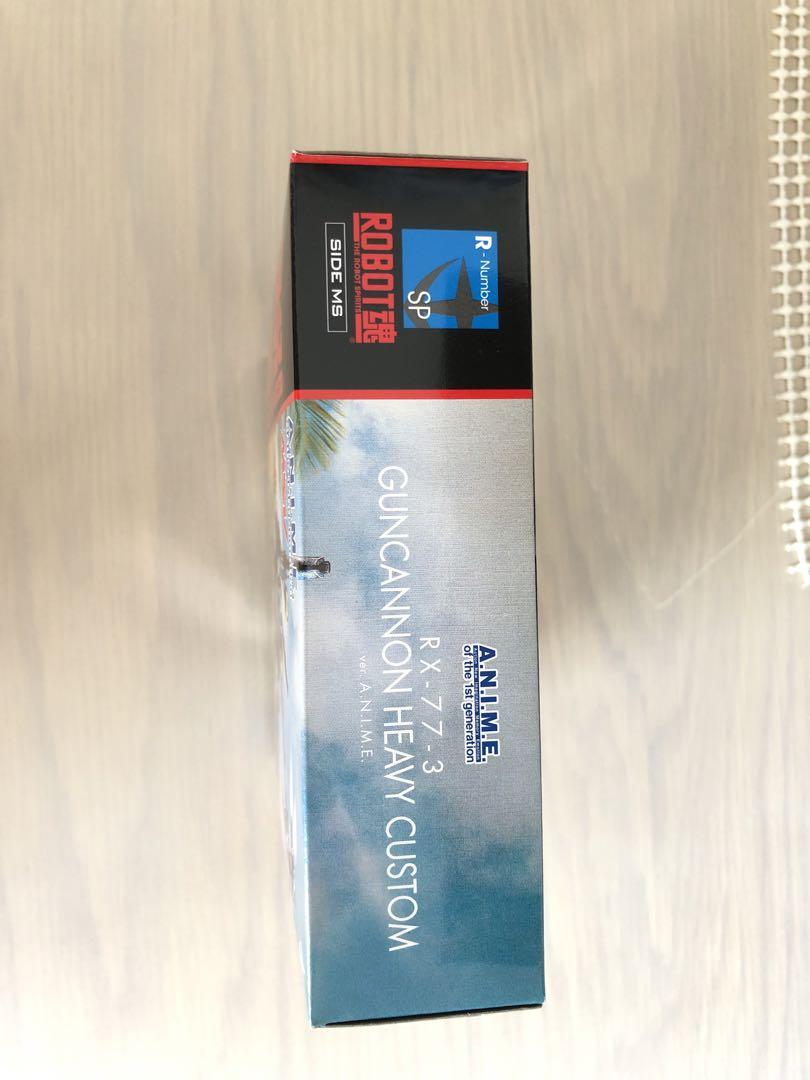 R-Number
SP
ROBOT魂
THE ROBOT SPIRITS
SIDE MS
A.N.I.M.E.
of the 1st generation
RX-77-3
GUNCANNON HEAVY CUSTOM
ver. A.N.I.M.E.